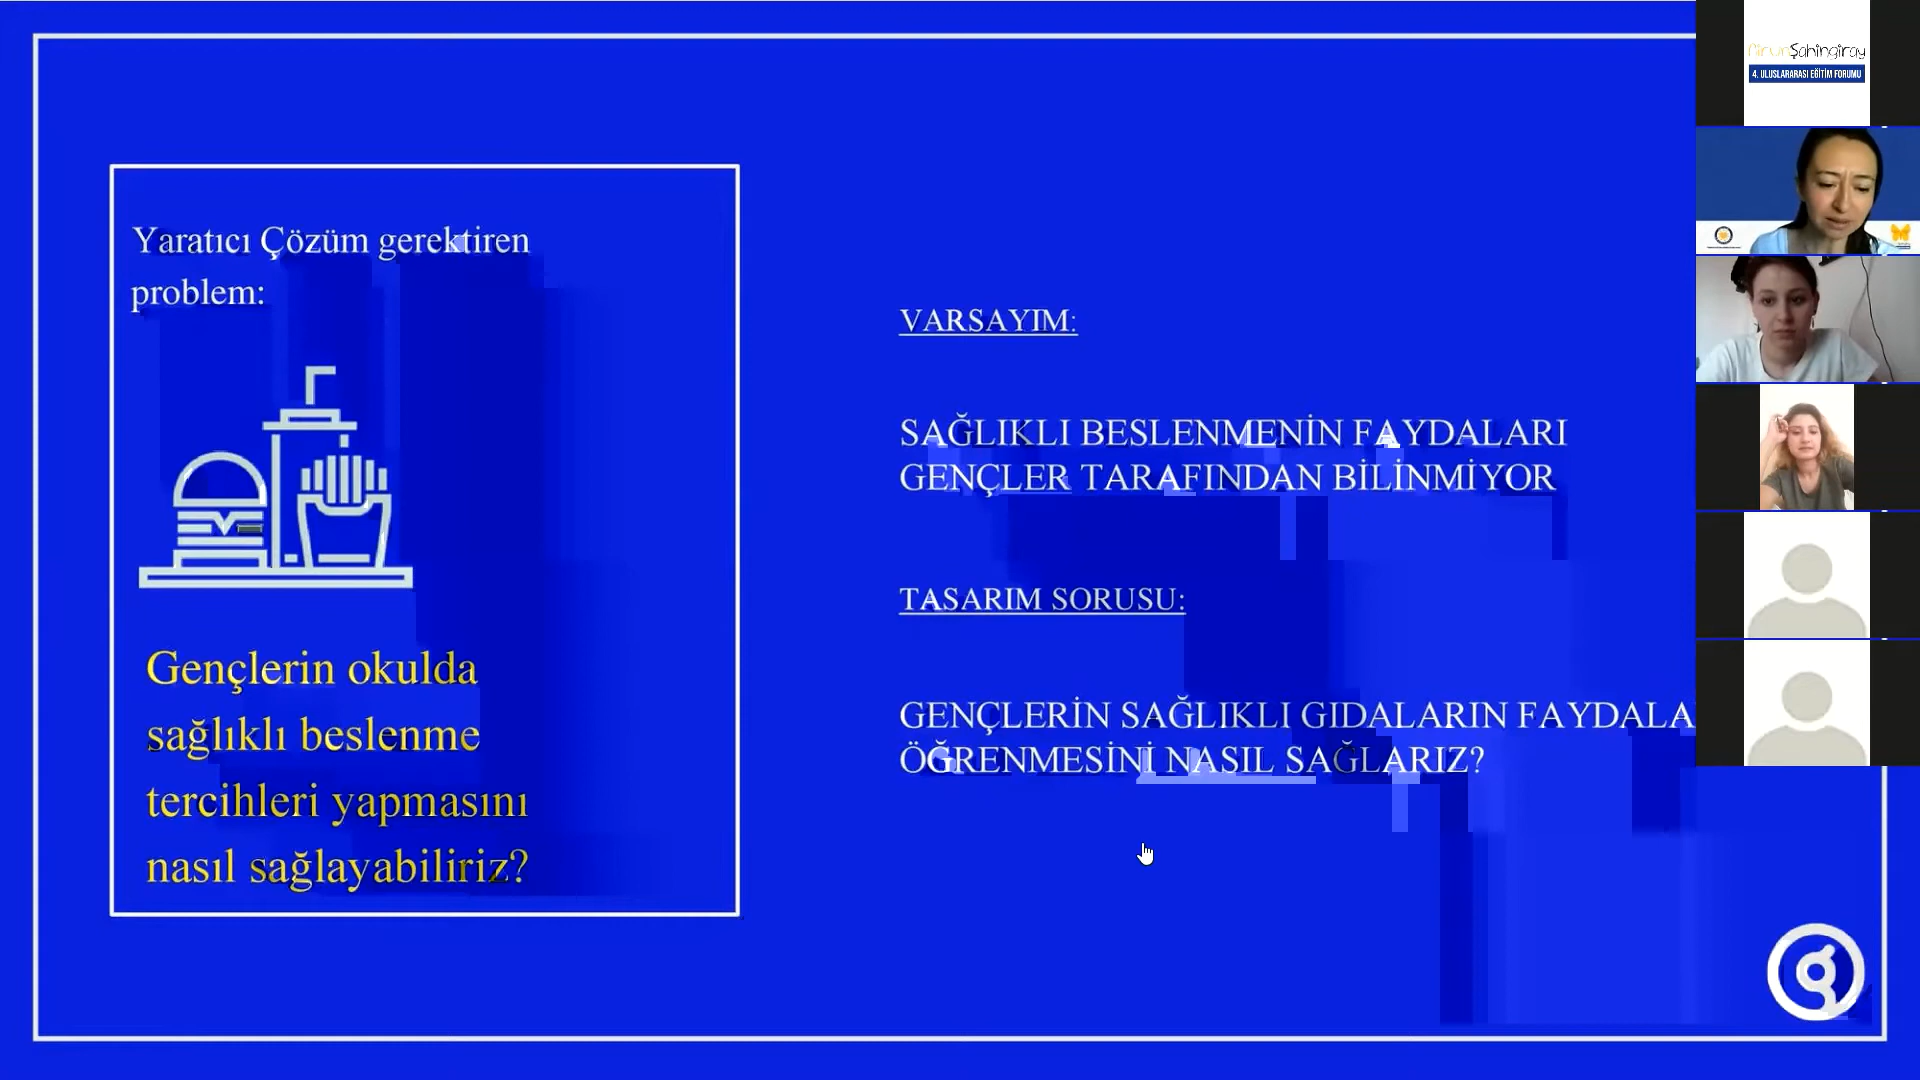 Yaratıcı Çözüm gerektiren
problem:
Gençlerin okulda
sağlıklı beslenme
tercihleri yapmasını
nasıl sağlayabiliriz?
VARSAYIM:
SAĞLIKLI BESLENMENİN FAYDALARI
GENÇLER TARAFINDAN BİLİNMİYOR
TASARIM SORUSU:
GENÇLERİN SAĞLIKLI GIDALARIN FAYDALA
ÖĞRENMESİNİ NASIL SAĞLARIZ?
Şahingiray
4. ULUSLARARASI EĞİTİM FORUMU